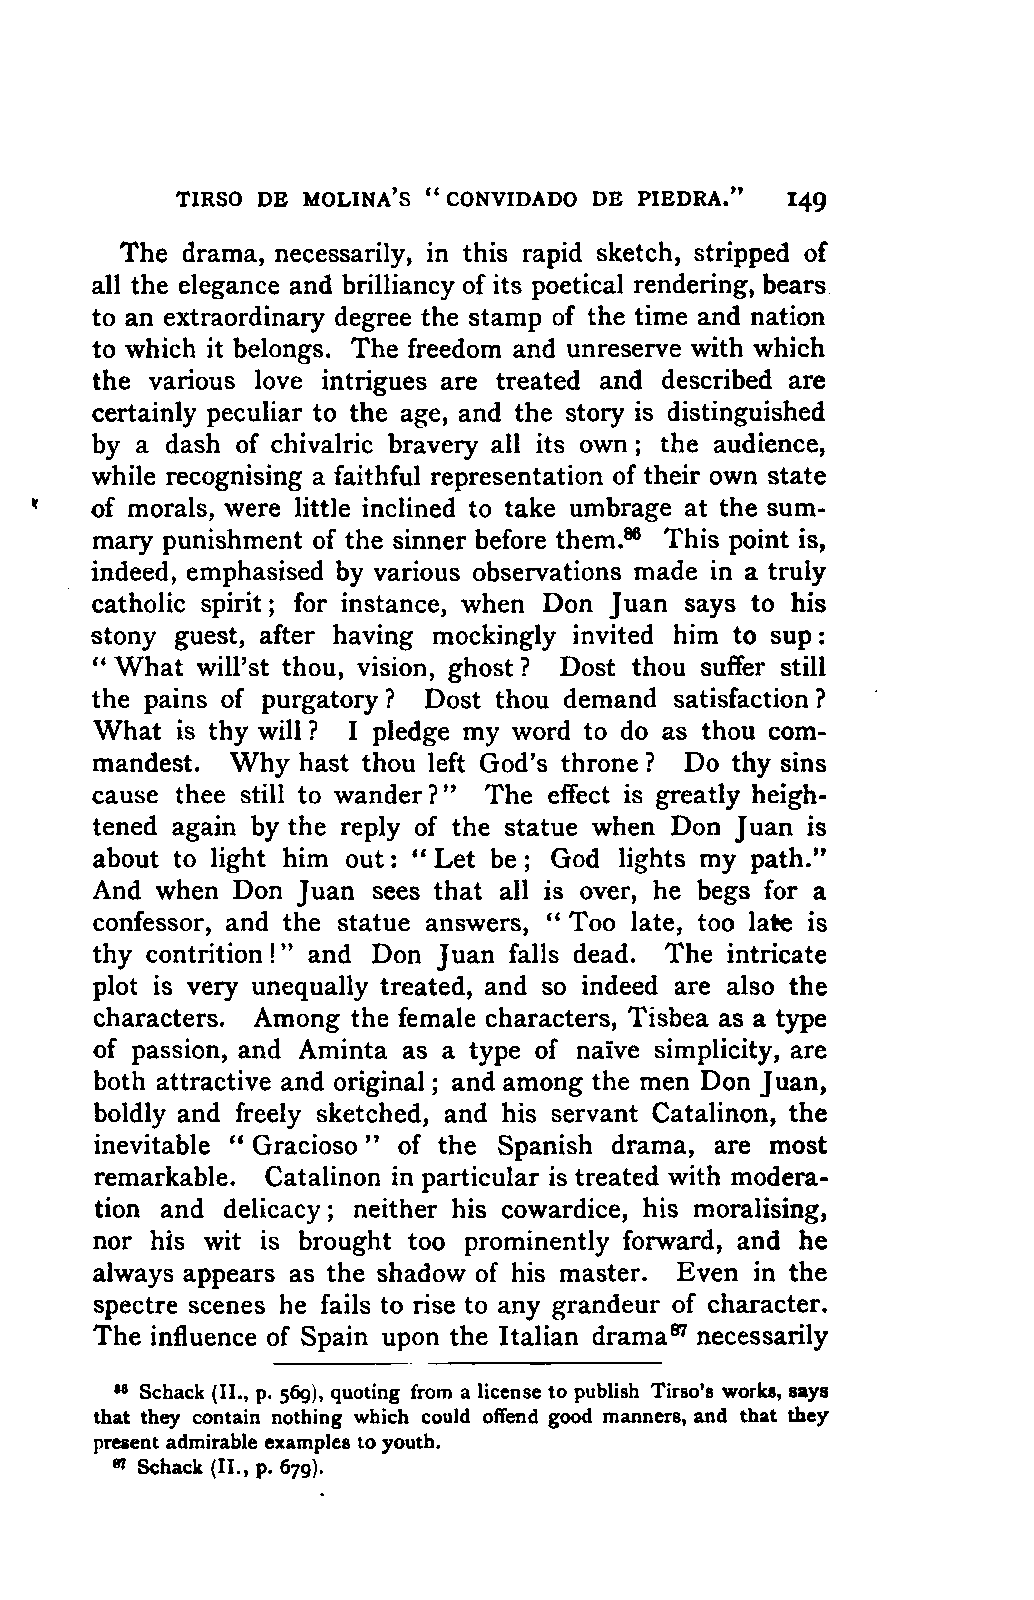 TIRSO DE MOLINA'S "CONVIDADO DE PIEDRA." 149
The drama, necessarily, in this rapid sketch, stripped of
all the elegance and brilliancy of its poetical rendering, bears
to an extraordinary degree the stamp of the time and nation
to which it belongs. The freedom and unreserve with which
the various love intrigues are treated and described are
certainly peculiar to the age, and the story is distinguished
by a dash of chivalric bravery all its own; the audience,
while recognising a faithful representation of their own state
of morals, were little inclined to take umbrage at the sum-
mary punishment of the sinner before them.⁸⁶ This point is,
indeed, emphasised by various observations made in a truly
catholic spirit; for instance, when Don Juan says to his
stony guest, after having mockingly invited him to sup:
"What will'st thou, vision, ghost? Dost thou suffer still
the pains of purgatory? Dost thou demand satisfaction?
What is thy will? I pledge my word to do as thou com-
mandest. Why hast thou left God's throne? Do thy sins
cause thee still to wander?" The effect is greatly heigh-
tened again by the reply of the statue when Don Juan is
about to light him out: "Let be; God lights my path."
And when Don Juan sees that all is over, he begs for a
confessor, and the statue answers, "Too late, too late is
thy contrition!" and Don Juan falls dead. The intricate
plot is very unequally treated, and so indeed are also the
characters. Among the female characters, Tisbea as a type
of passion, and Aminta as a type of naïve simplicity, are
both attractive and original; and among the men Don Juan,
boldly and freely sketched, and his servant Catalinon, the
inevitable "Gracioso" of the Spanish drama, are most
remarkable. Catalinon in particular is treated with modera-
tion and delicacy; neither his cowardice, his moralising,
nor his wit is brought too prominently forward, and he
always appears as the shadow of his master. Even in the
spectre scenes he fails to rise to any grandeur of character.
The influence of Spain upon the Italian drama⁸⁷ necessarily
⁸⁶ Schack (II., p. 569), quoting from a license to publish Tirso's works, says
that they contain nothing which could offend good manners, and that they
present admirable examples to youth.
⁸⁷ Schack (II., p. 679).